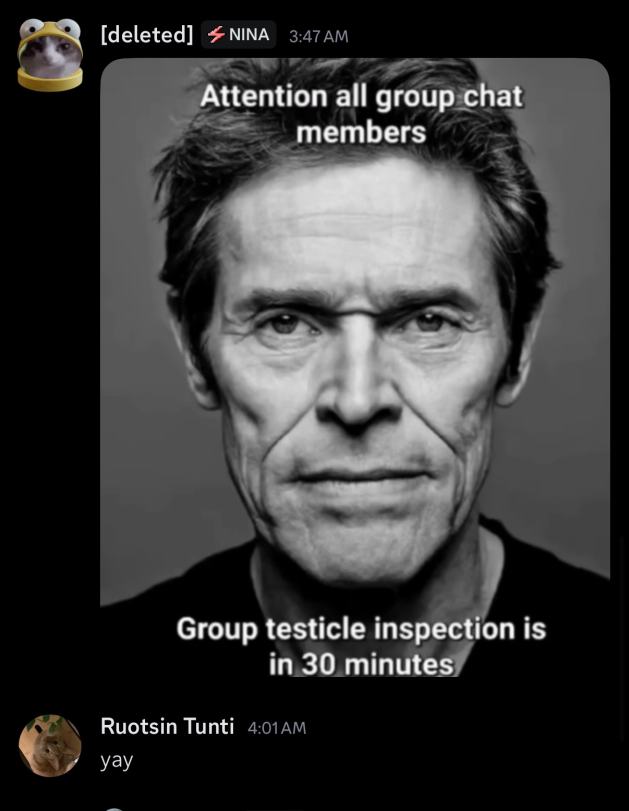 [deleted] NINA 3:47 AM
Attention all group chat
members
Group testicle inspection is
in 30 minutes
Ruotsin Tunti 4:01 AM
yay